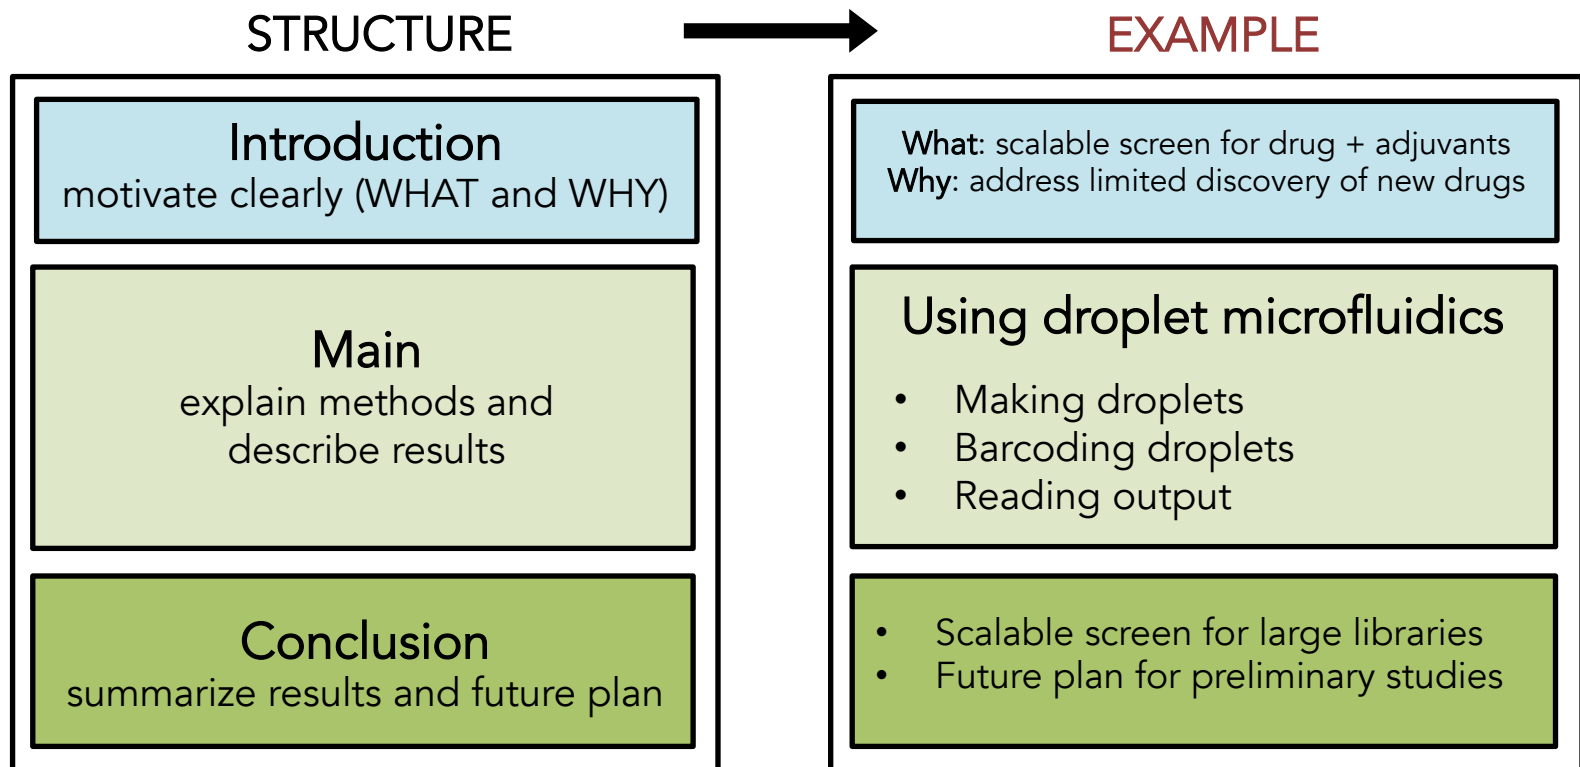 STRUCTURE
Introduction
motivate clearly (WHAT and WHY)
Main
explain methods and
describe results
Conclusion
summarize results and future plan
EXAMPLE
What: scalable screen for drug + adjuvants
Why: address limited discovery of new drugs
Using droplet microfluidics
• Making droplets
• Barcoding droplets
• Reading output
• Scalable screen for large libraries
• Future plan for preliminary studies